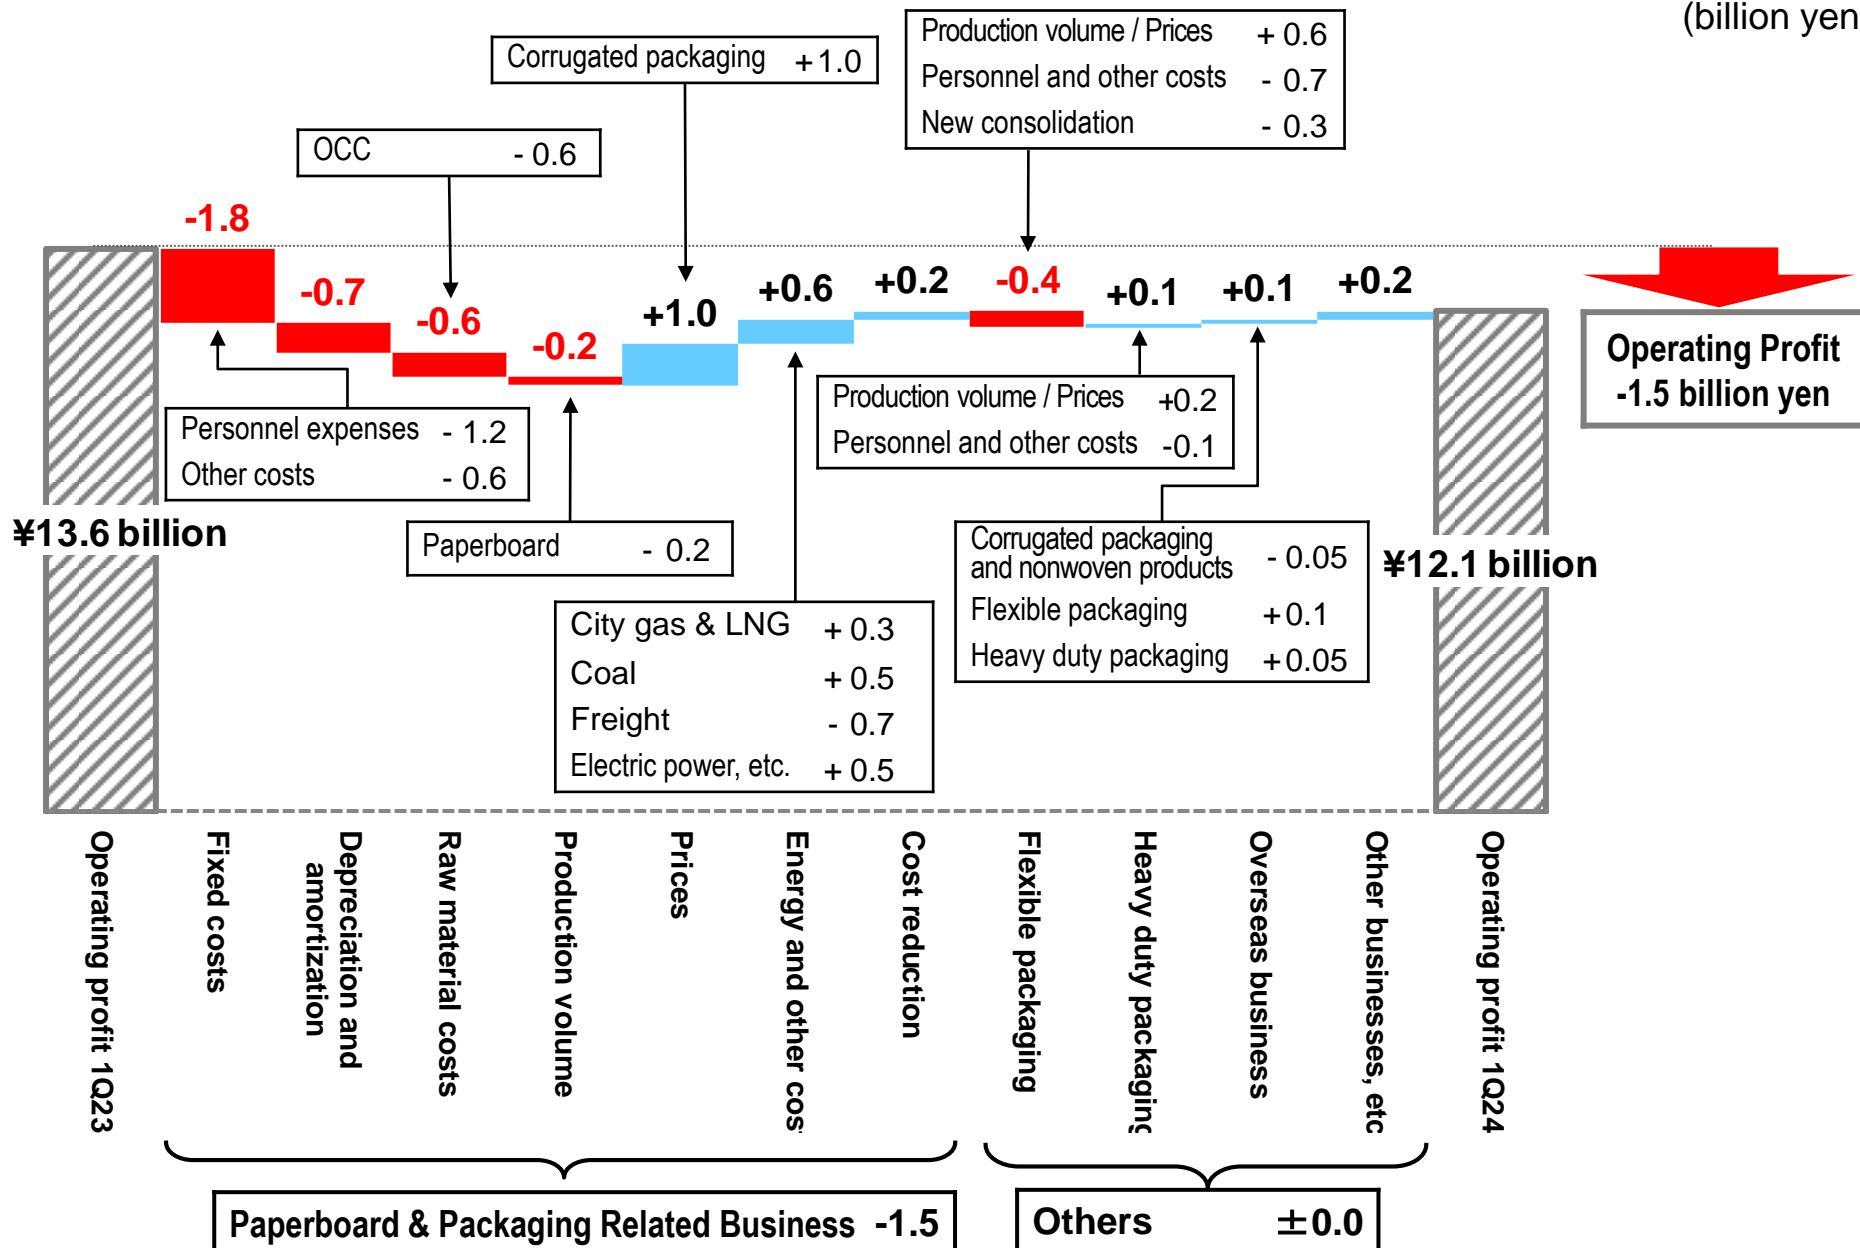 (billion yen
Production volume / Prices + 0.6
Personnel and other costs - 0.7
New consolidation - 0.3
Corrugated packaging +1.0
OCC - 0.6
-1.8
-0.7
-0.6
-0.2
+1.0
+0.6
+0.2
-0.4
+0.1
+0.1
+0.2
Operating Profit
-1.5 billion yen
Personnel expenses - 1.2
Other costs - 0.6
Production volume / Prices +0.2
Personnel and other costs -0.1
¥13.6 billion
Paperboard - 0.2
Corrugated packaging
and nonwoven products - 0.05
Flexible packaging +0.1
Heavy duty packaging +0.05
¥12.1 billion
City gas & LNG + 0.3
Coal + 0.5
Freight - 0.7
Electric power, etc. + 0.5
Operating profit 1Q23
Fixed costs
Depreciation and
amortization
Raw material costs
Production volume
Prices
Energy and other cos
Cost reduction
Flexible packaging
Heavy duty packaging
Overseas business
Other businesses, etc
Operating profit 1Q24
Paperboard & Packaging Related Business -1.5
Others ±0.0